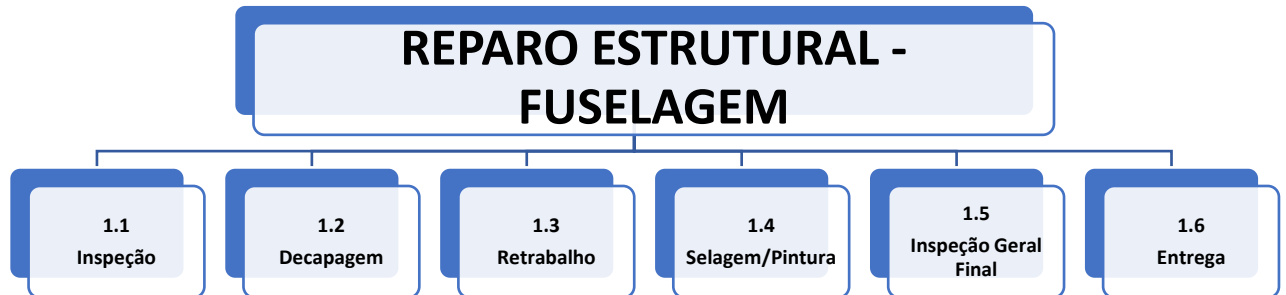 REPARO ESTRUTURAL -
FUSELAGEM
1.1
Inspeção
1.2
Decapagem
1.3
Retrabalho
1.4
Selagem/Pintura
1.5
Inspeção Geral
Final
1.6
Entrega